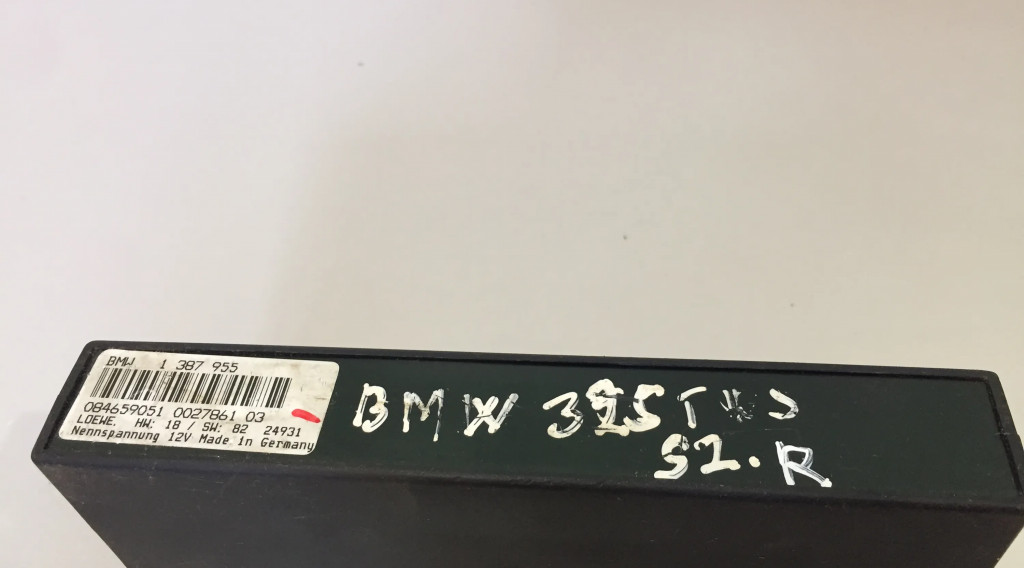 BMW 1 387 955
084659051 0027861 03
LOEWE. HW: 18 / SW: 82 24931
Nennspannung 12V Made in Germany
BMW 325
SZ.R